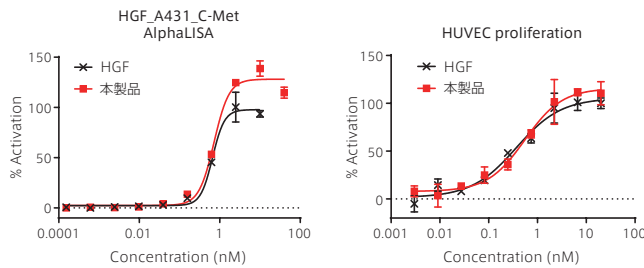 HGF_A431_C-Met
AlphaLISA
% Activation
150
100
50
0
HGF
本製品
0.0001
0.01
1
100
Concentration (nM)
HUVEC proliferation
% Activation
150
100
50
0
HGF
本製品
0.001
0.01
0.1
1
10
100
Concentration (nM)